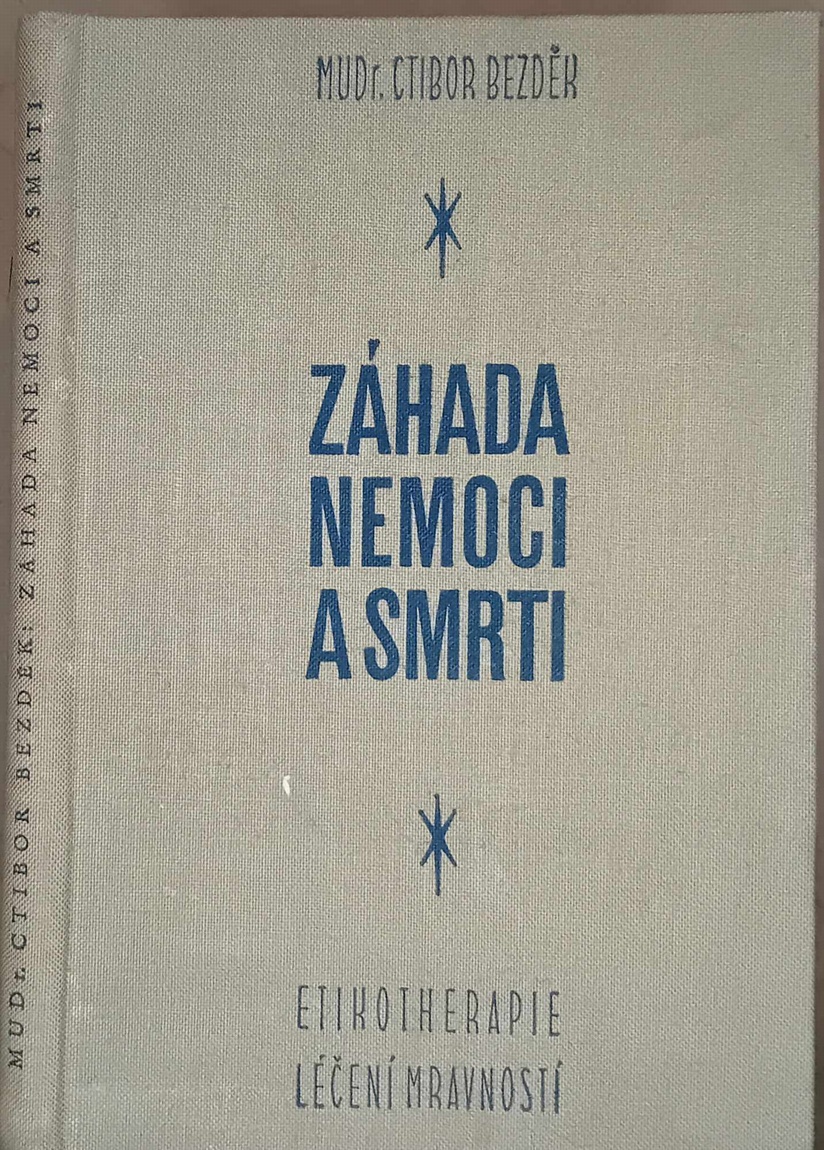 MUDr. CTIBOR BEZDĚK
ZÁHADA
NEMOCI
A SMRTI
ETIKOTHERAPIE
LÉČENÍ MRAVNOSTÍ
MUDr. CTIBOR BEZDĚK: ZÁHADA NEMOCI A SMRTI